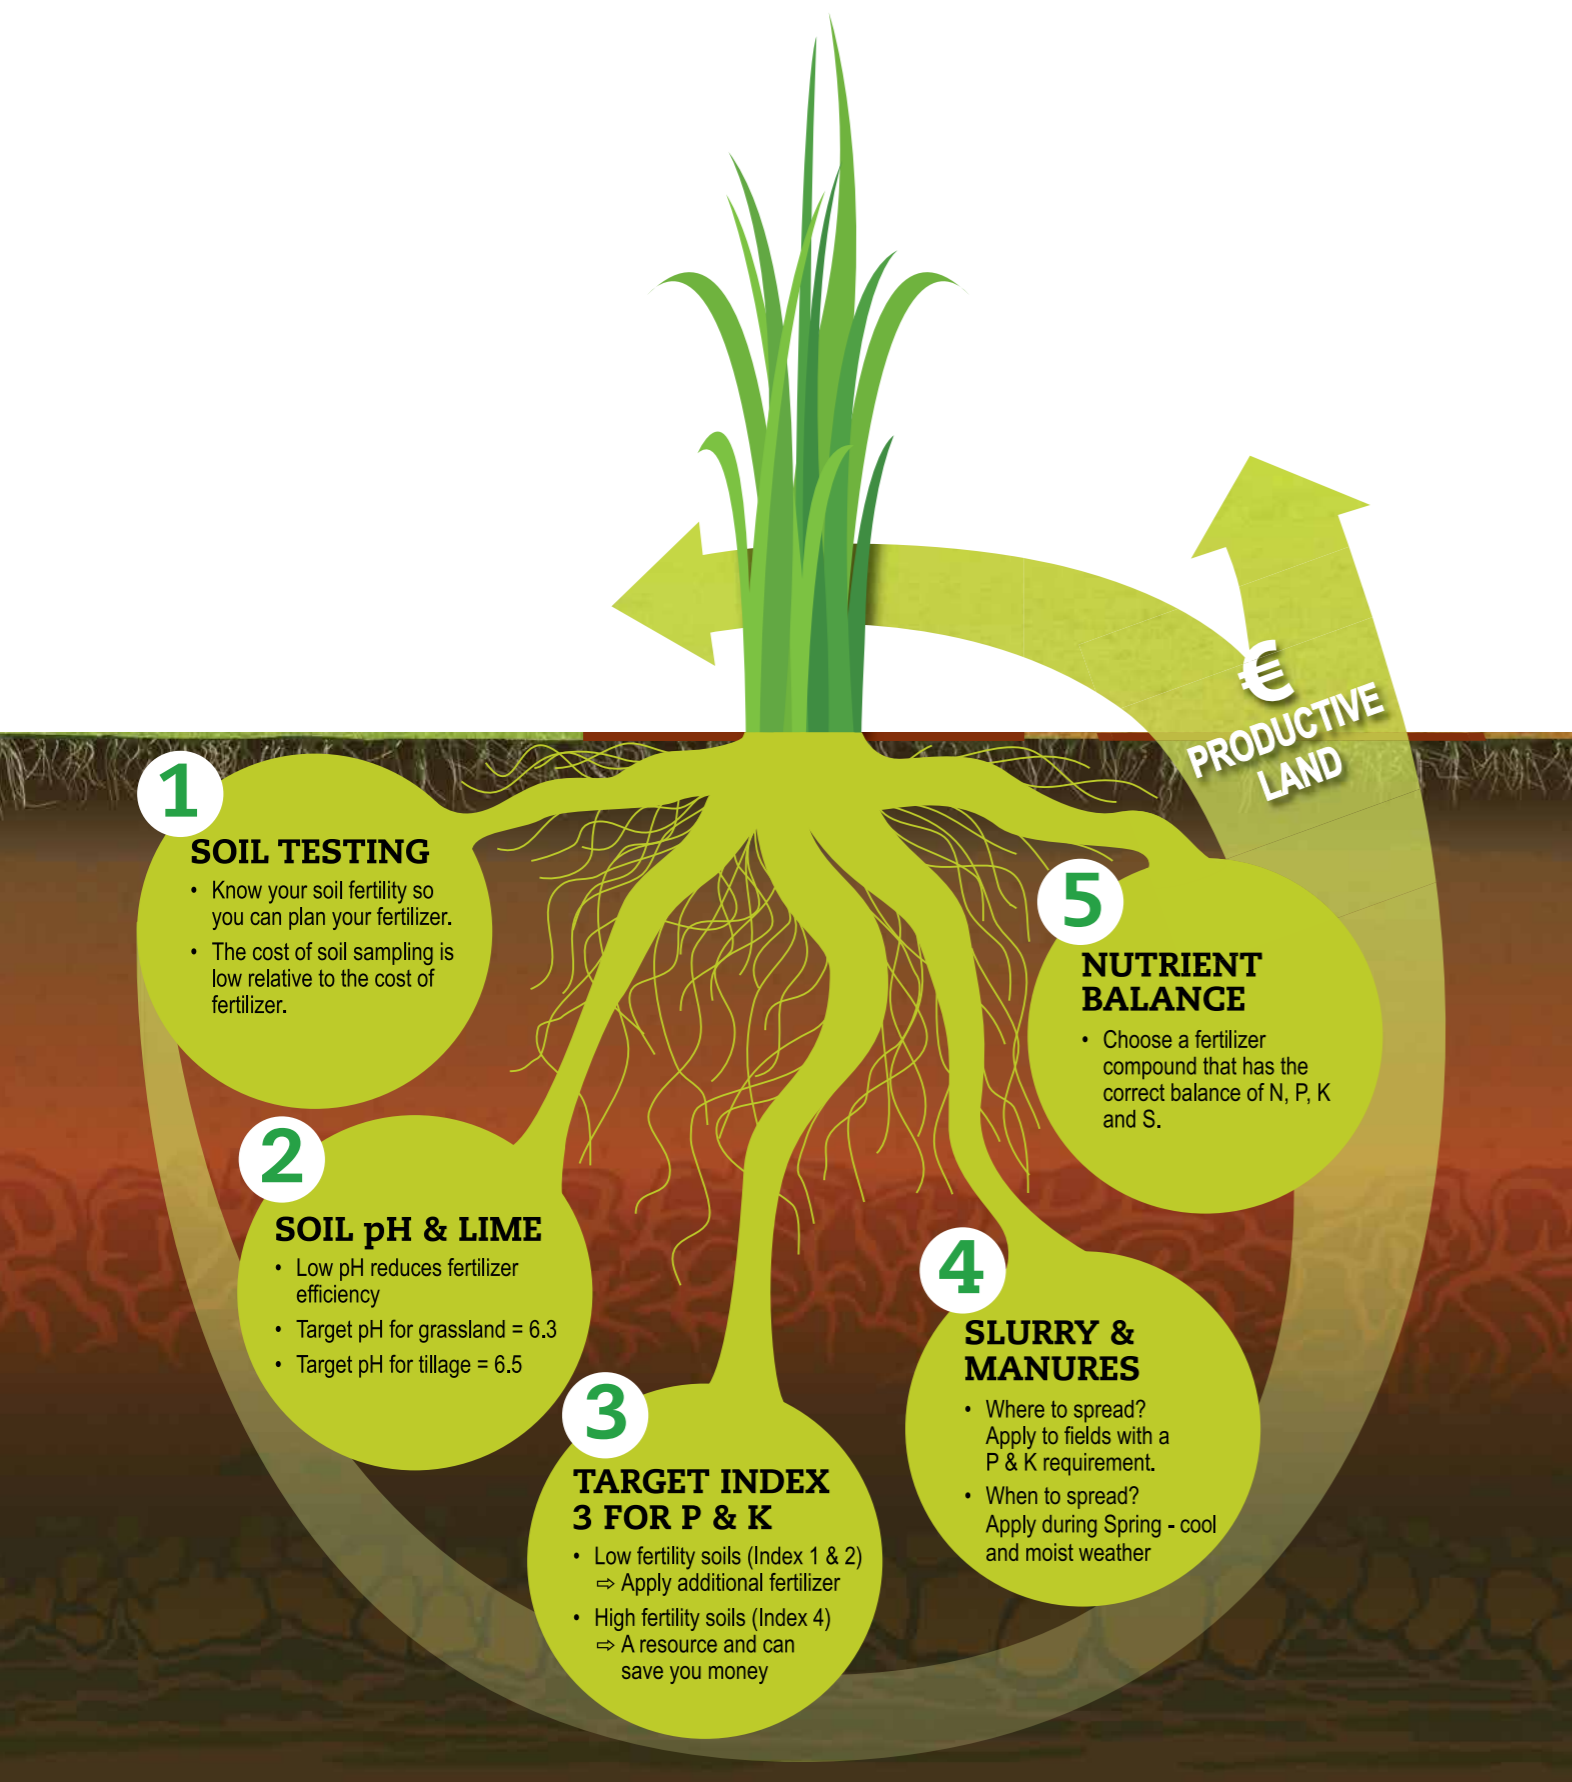 €
PRODUCTIVE
LAND
1
SOIL TESTING
• Know your soil fertility so
you can plan your fertilizer.
• The cost of soil sampling is
low relative to the cost of
fertilizer.
2
SOIL pH & LIME
• Low pH reduces fertilizer
efficiency
• Target pH for grassland = 6.3
• Target pH for tillage = 6.5
3
TARGET INDEX
3 FOR P & K
• Low fertility soils (Index 1 & 2)
⇨ Apply additional fertilizer
• High fertility soils (Index 4)
⇨ A resource and can
save you money
4
SLURRY &
MANURES
• Where to spread?
Apply to fields with a
P & K requirement.
• When to spread?
Apply during Spring - cool
and moist weather
5
NUTRIENT
BALANCE
• Choose a fertilizer
compound that has the
correct balance of N, P, K
and S.